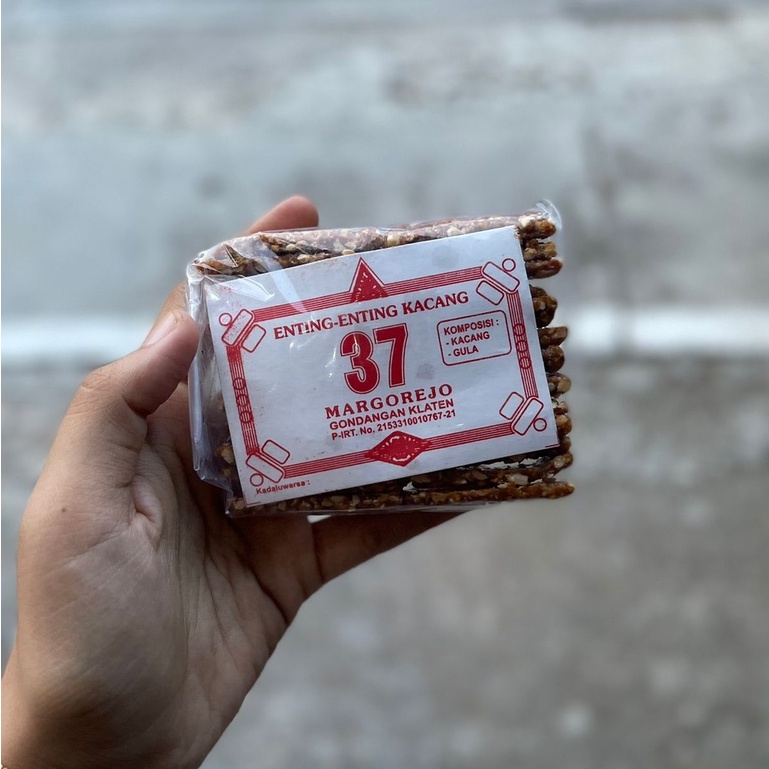 ENTING-ENTING KACANG
37
KOMPOSISI :
- KACANG
- GULA
MARGOREJO
GONDANGAN KLATEN
P-IRT. No. 2153310010767-21
Kadaluwarsa :